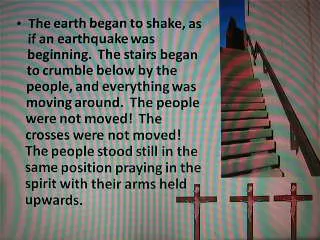 • The earth began to shake, as
if an earthquake was
beginning. The stairs began
to crumble below by the
people, and everything was
moving around. The people
were not moved! The
crosses were not moved!
The people stood still in the
same position praying in the
spirit with their arms held
upwards.